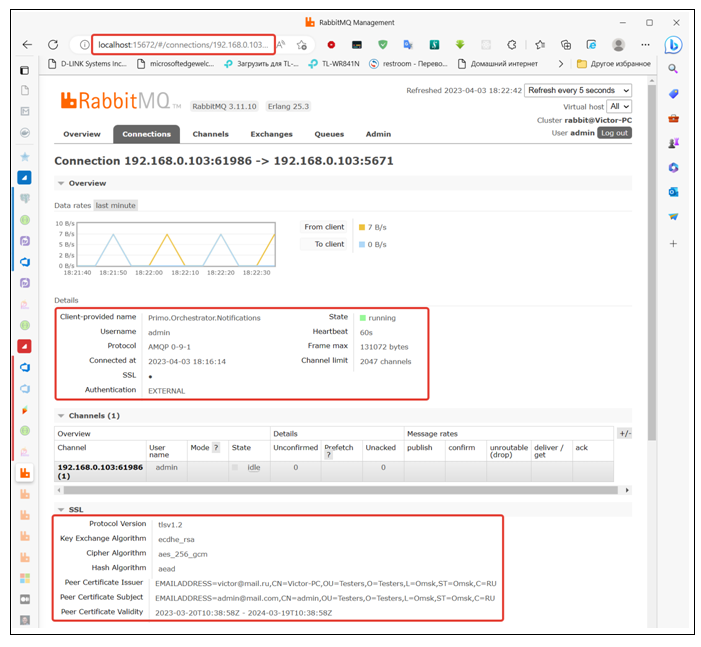 RabbitMQ Management
localhost:15672/#/connections/192.168.0.103...
D-LINK Systems Inc...
microsoftedgewelc...
Загрузить для TL-...
TL-WR841N
restroom - Перево...
Домашний интернет
Другое избранное
Refreshed 2023-04-03 18:22:42 Refresh every 5 seconds
RabbitMQ TM RabbitMQ 3.11.10 Erlang 25.3
Virtual host All
Cluster rabbit@Victor-PC
User admin Log out
Overview Connections Channels Exchanges Queues Admin
Connection 192.168.0.103:61986 -> 192.168.0.103:5671
Overview
Data rates last minute
10 B/s
7 B/s
5 B/s
2 B/s
0 B/s
18:21:40 18:21:50 18:22:00 18:22:10 18:22:20 18:22:30
From client 7 B/s
To client 0 B/s
Details
Client-provided name Primo.Orchestrator.Notifications State running
Username admin Heartbeat 60s
Protocol AMQP 0-9-1 Frame max 131072 bytes
Connected at 2023-04-03 18:16:14 Channel limit 2047 channels
SSL ●
Authentication EXTERNAL
Channels (1)
Overview Details Message rates +/-
Channel User name Mode ? State Unconfirmed Prefetch ? Unacked publish confirm unroutable (drop) deliver / get ack
192.168.0.103:61986 (1) admin idle 0 0
SSL
Protocol Version tlsv1.2
Key Exchange Algorithm ecdhe_rsa
Cipher Algorithm aes_256_gcm
Hash Algorithm aead
Peer Certificate Issuer EMAILADDRESS=victor@mail.ru,CN=Victor-PC,OU=Testers,O=Testers,L=Omsk,ST=Omsk,C=RU
Peer Certificate Subject EMAILADDRESS=admin@mail.com,CN=admin,OU=Testers,O=Testers,L=Omsk,ST=Omsk,C=RU
Peer Certificate Validity 2023-03-20T10:38:58Z - 2024-03-19T10:38:58Z